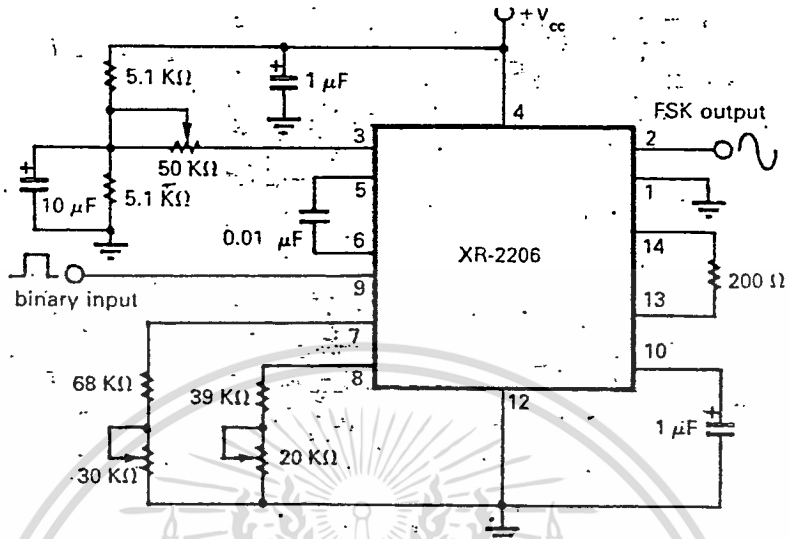 +V
cc
5.1 KΩ
1 μF
4
FSK output
3
2
50 KΩ
5
1
10 μF
5.1 KΩ
0.01 μF
6
XR-2206
14
200 Ω
9
13
binary input
7
10
68 KΩ
8
39 KΩ
12
1 μF
20 KΩ
30 KΩ